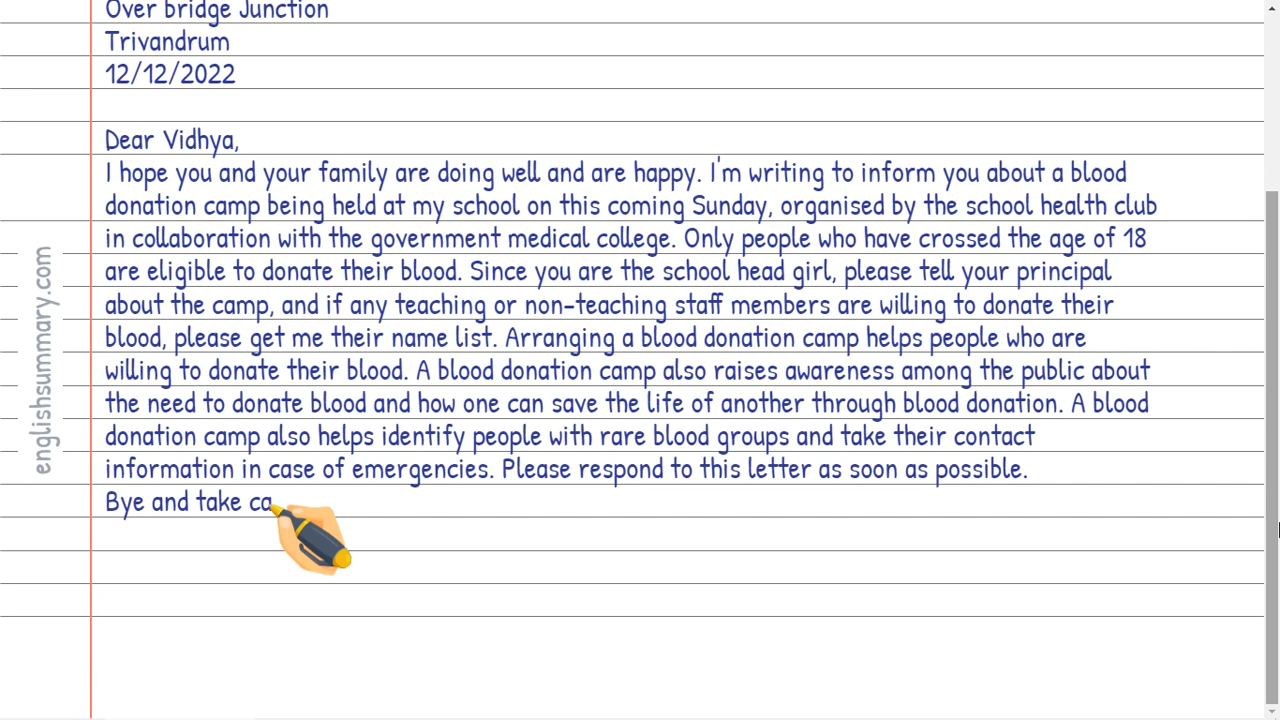 Over bridge Junction
Trivandrum
12/12/2022
Dear Vidhya,
I hope you and your family are doing well and are happy. I'm writing to inform you about a blood
donation camp being held at my school on this coming Sunday, organised by the school health club
in collaboration with the government medical college. Only people who have crossed the age of 18
are eligible to donate their blood. Since you are the school head girl, please tell your principal
about the camp, and if any teaching or non-teaching staff members are willing to donate their
blood, please get me their name list. Arranging a blood donation camp helps people who are
willing to donate their blood. A blood donation camp also raises awareness among the public about
the need to donate blood and how one can save the life of another through blood donation. A blood
donation camp also helps identify people with rare blood groups and take their contact
information in case of emergencies. Please respond to this letter as soon as possible.
Bye and take ca
englishsummary.com